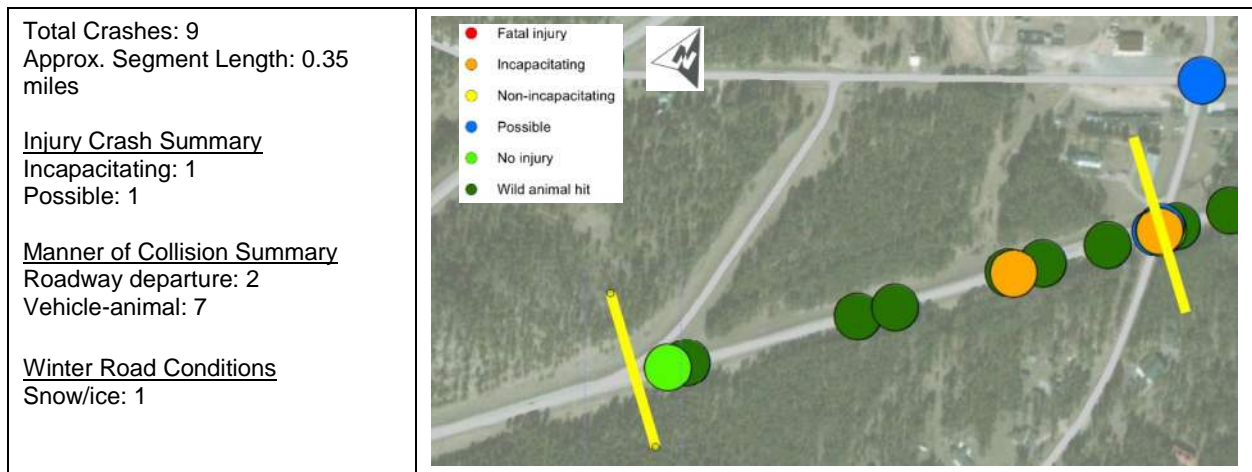 Total Crashes: 9
Approx. Segment Length: 0.35
miles
Injury Crash Summary
Incapacitating: 1
Possible: 1
Manner of Collision Summary
Roadway departure: 2
Vehicle-animal: 7
Winter Road Conditions
Snow/ice: 1
Fatal injury
Incapacitating
Non-incapacitating
Possible
No injury
Wild animal hit
N